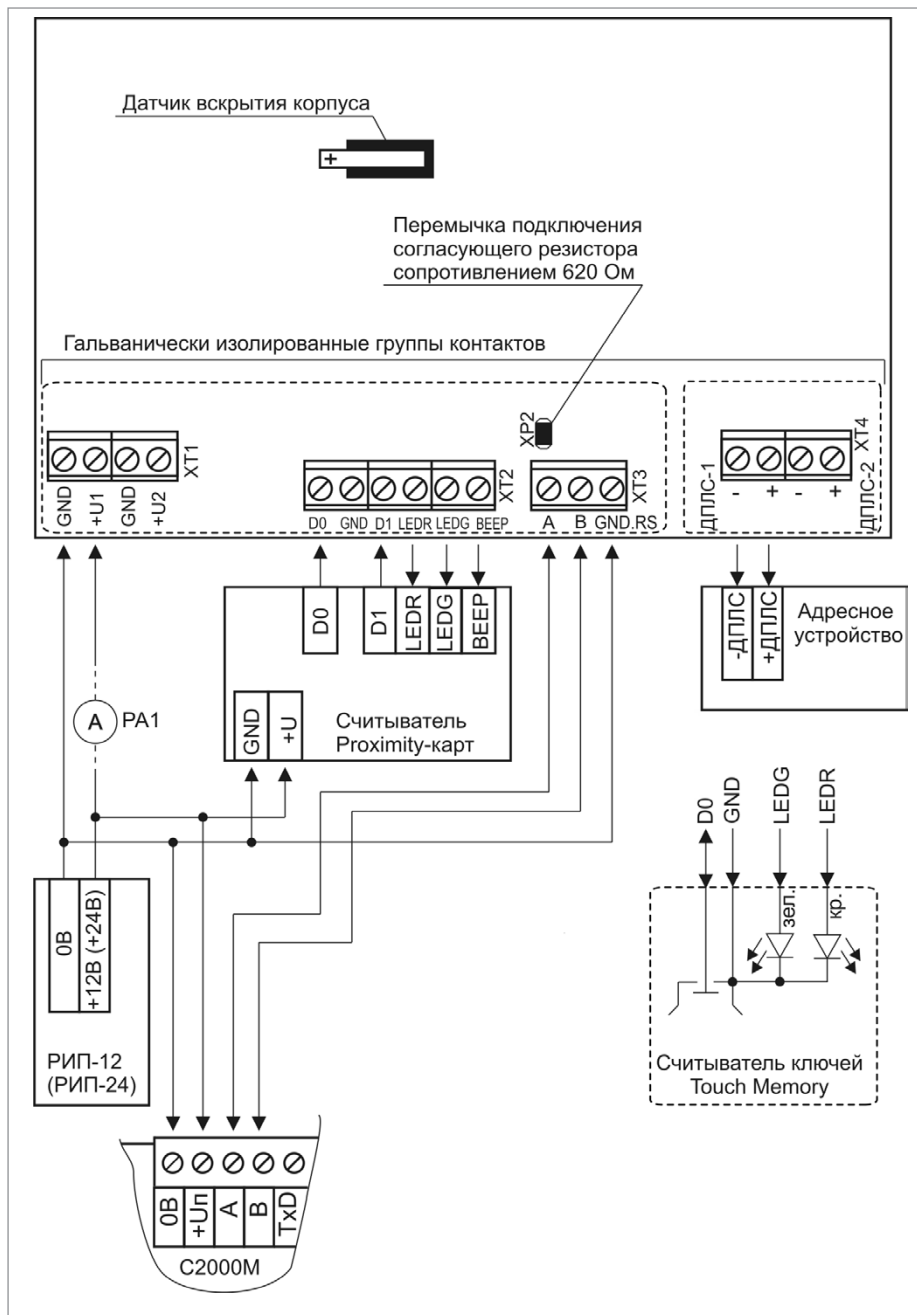 Датчик вскрытия корпуса
+
Перемычка подключения
согласующего резистора
сопротивлением 620 Ом
Гальванически изолированные группы контактов
XP2
XT1
XT2
XT3
XT4
GND
+U1
GND
+U2
D0
GND
D1
LEDR
LEDG
BEEP
A
B
GND.RS
ДПЛС-1
-
+
-
+
ДПЛС-2
D0
D1
LEDR
LEDG
BEEP
GND
+U
Считыватель
Proximity-карт
-ДПЛС
+ДПЛС
Адресное
устройство
A
PA1
D0
GND
LEDG
LEDR
зел.
кр.
Считыватель ключей
Touch Memory
0В
+12В (+24В)
РИП-12
(РИП-24)
0В
+Uп
A
B
TxD
С2000М